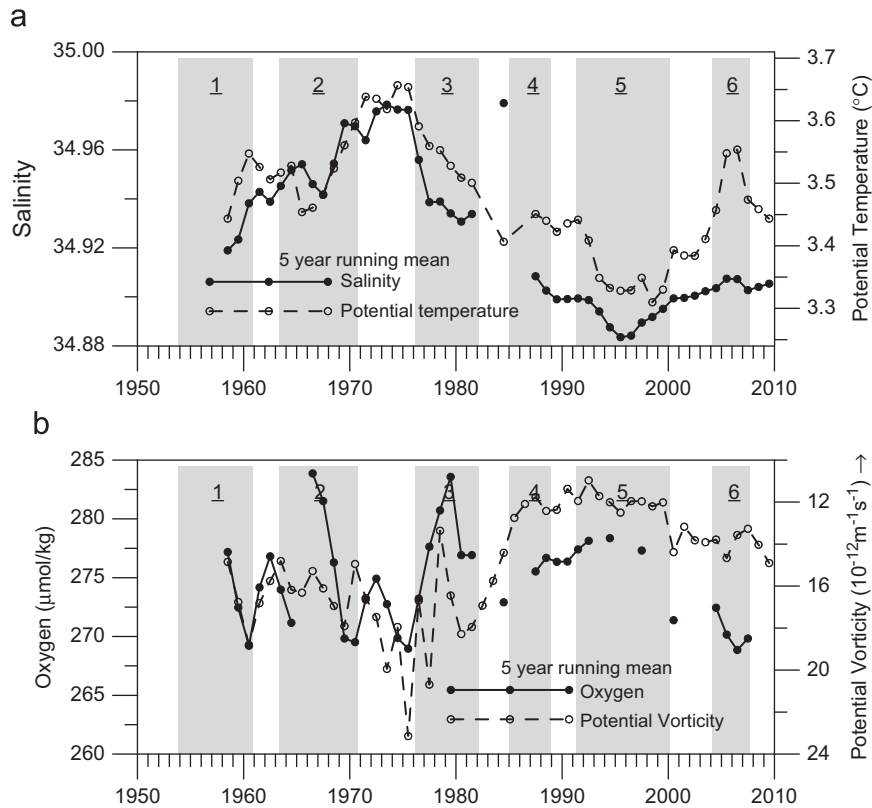 a
35.00
34.96
34.92
34.88
Salinity
3.7
3.6
3.5
3.4
3.3
Potential Temperature (°C)
1 2 3 4 5 6
5 year running mean
Salinity
Potential temperature
1950 1960 1970 1980 1990 2000 2010
b
285
280
275
270
265
260
Oxygen (μmol/kg)
12
16
20
24
Potential Vorticity (10-12m-1s-1) →
1 2 3 4 5 6
5 year running mean
Oxygen
Potential Vorticity
1950 1960 1970 1980 1990 2000 2010